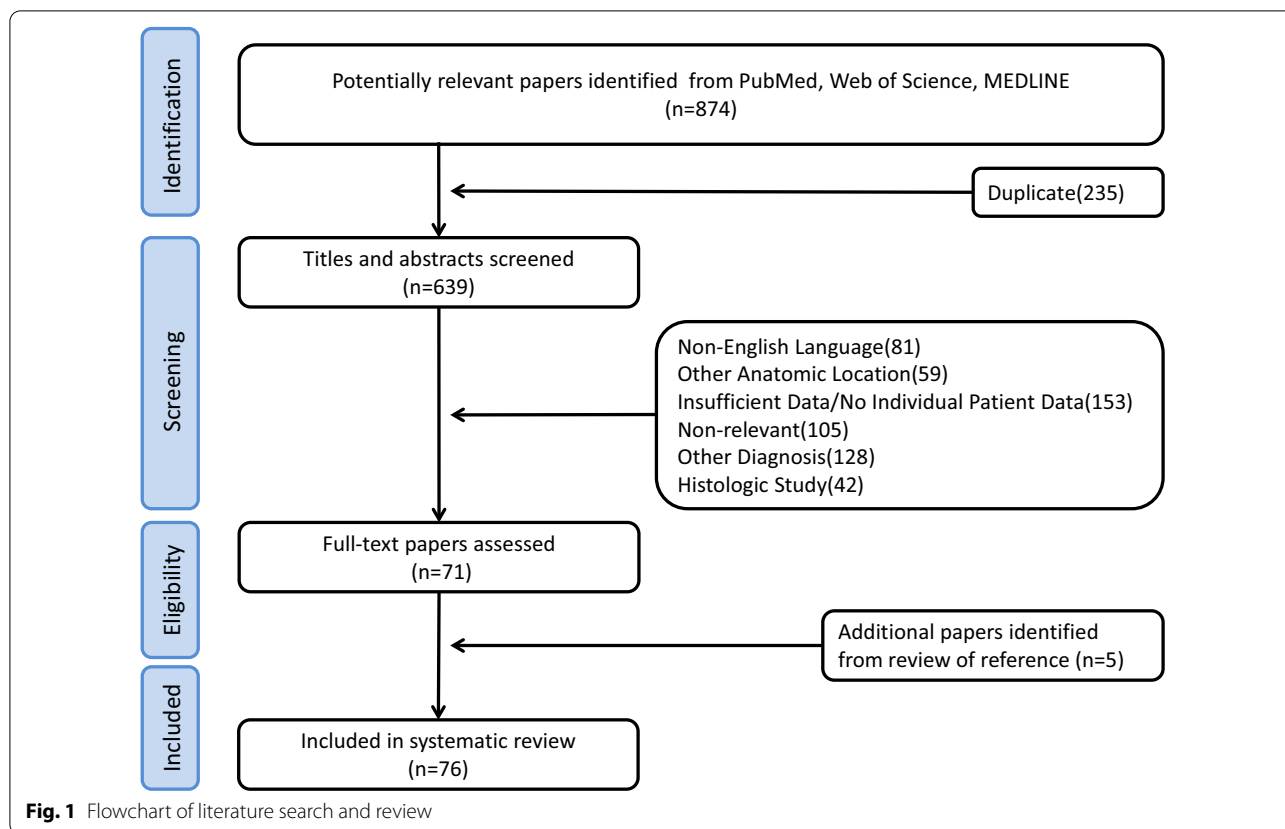 Identification
Potentially relevant papers identified from PubMed, Web of Science, MEDLINE
(n=874)
Duplicate(235)
Screening
Titles and abstracts screened
(n=639)
Non-English Language(81)
Other Anatomic Location(59)
Insufficient Data/No Individual Patient Data(153)
Non-relevant(105)
Other Diagnosis(128)
Histologic Study(42)
Eligibility
Full-text papers assessed
(n=71)
Additional papers identified
from review of reference (n=5)
Included
Included in systematic review
(n=76)
Fig. 1 Flowchart of literature search and review